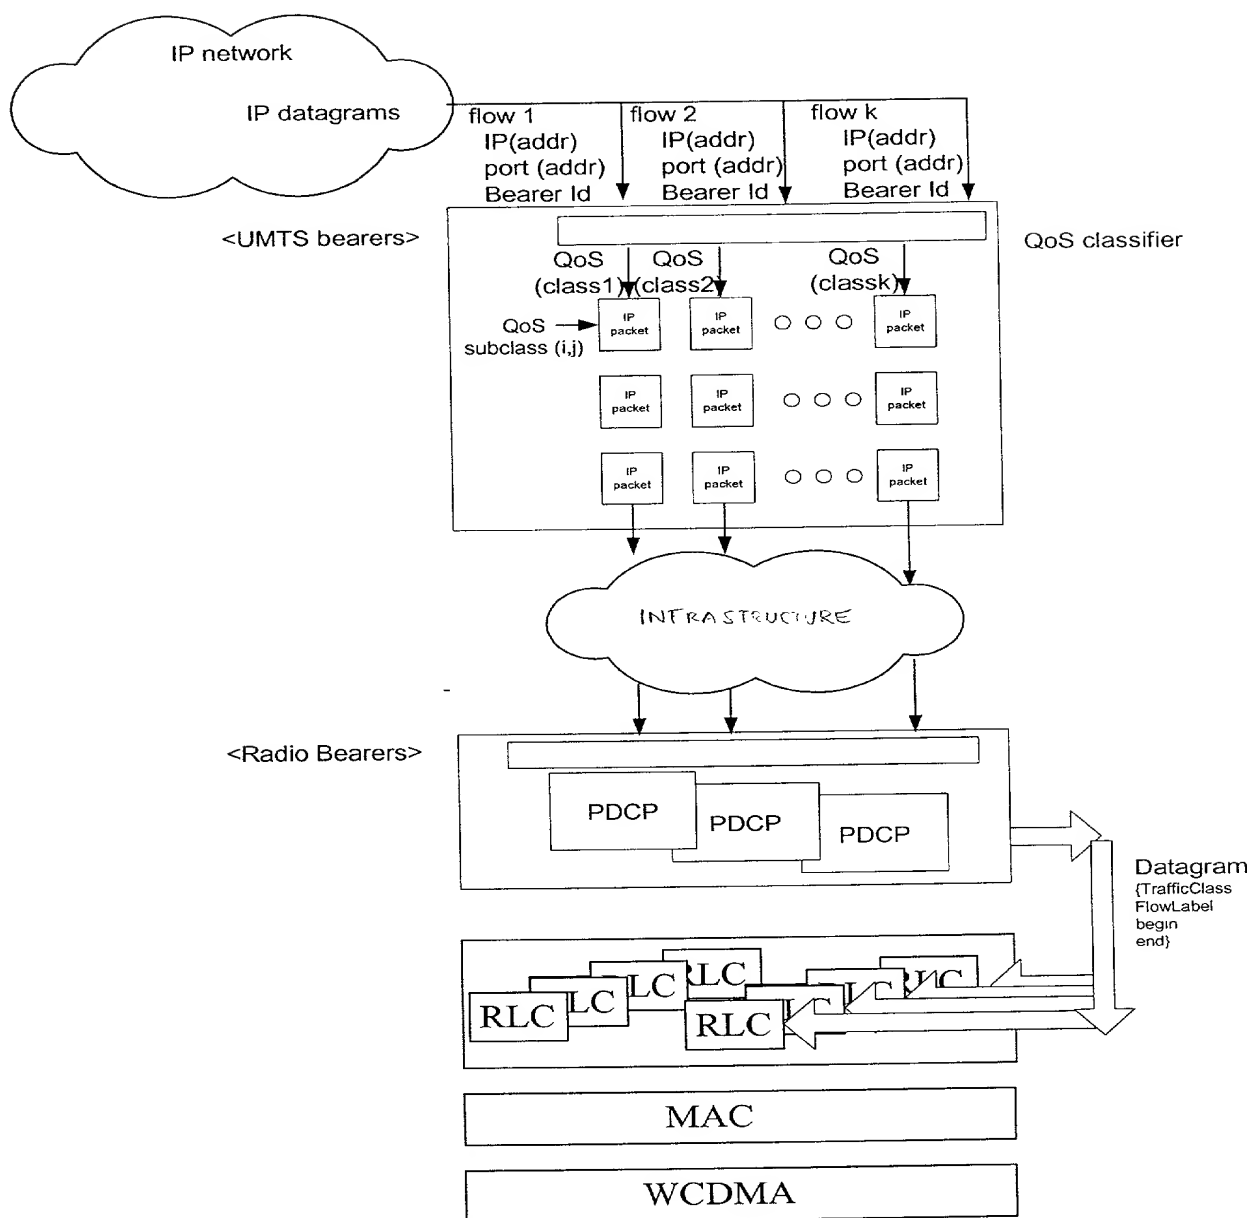 IP network
IP datagrams
flow 1
IP(addr)
port (addr)
Bearer Id
flow 2
IP(addr)
port (addr)
Bearer Id
flow k
IP(addr)
port (addr)
Bearer Id
<UMTS bearers>
QoS classifier
QoS
(class1)
QoS
(class2)
QoS
(classk)
QoS
subclass (i,j)
IP
packet
IP
packet
IP
packet
IP
packet
IP
packet
IP
packet
IP
packet
IP
packet
IP
packet
INFRASTRUCTURE
<Radio Bearers>
PDCP
PDCP
PDCP
Datagram
{TrafficClass
FlowLabel
begin
end}
RLC
RLC
MAC
WCDMA